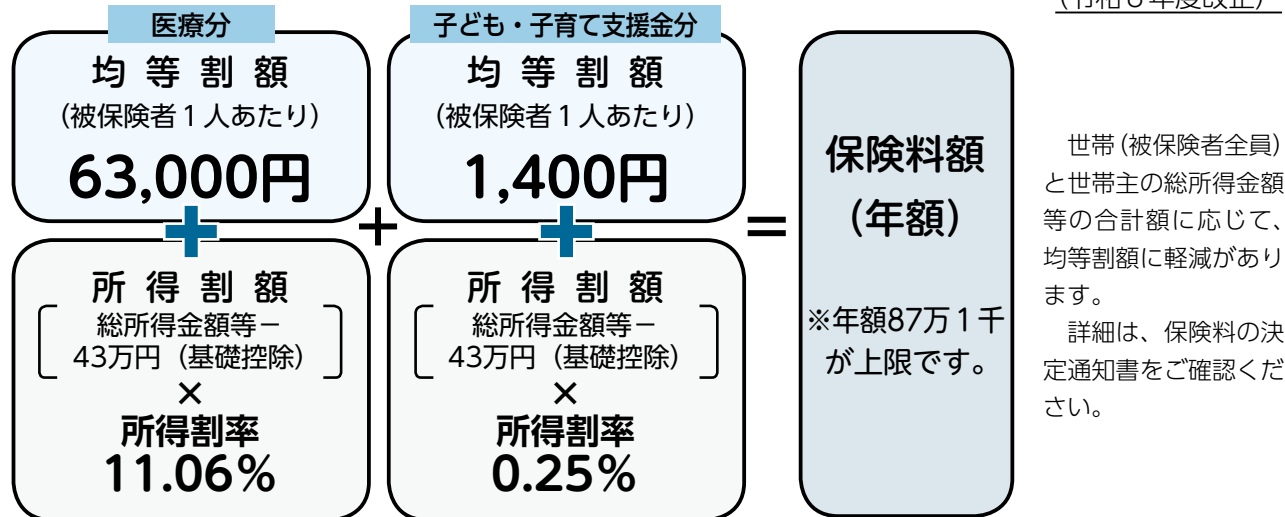 医療分
均等割額
（被保険者１人あたり）
63,000円
＋
所得割額
総所得金額等－
43万円（基礎控除）
×
所得割率
11.06%
＋
子ども・子育て支援金分
均等割額
（被保険者１人あたり）
1,400円
＋
所得割額
総所得金額等－
43万円（基礎控除）
×
所得割率
0.25%
＝
保険料額
（年額）
※年額87万１千
が上限です。
世帯（被保険者全員）
と世帯主の総所得金額
等の合計額に応じて、
均等割額に軽減があり
ます。
詳細は、保険料の決
定通知書をご確認くだ
さい。